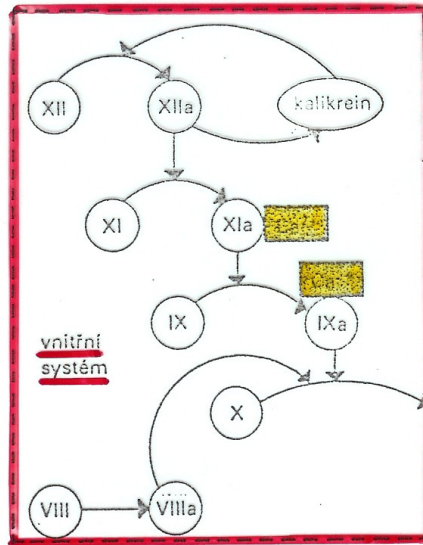 XII
XIIa
kalikrein
XI
XIa
IX
IXa
vnitřní
systém
X
VIII
VIIIa